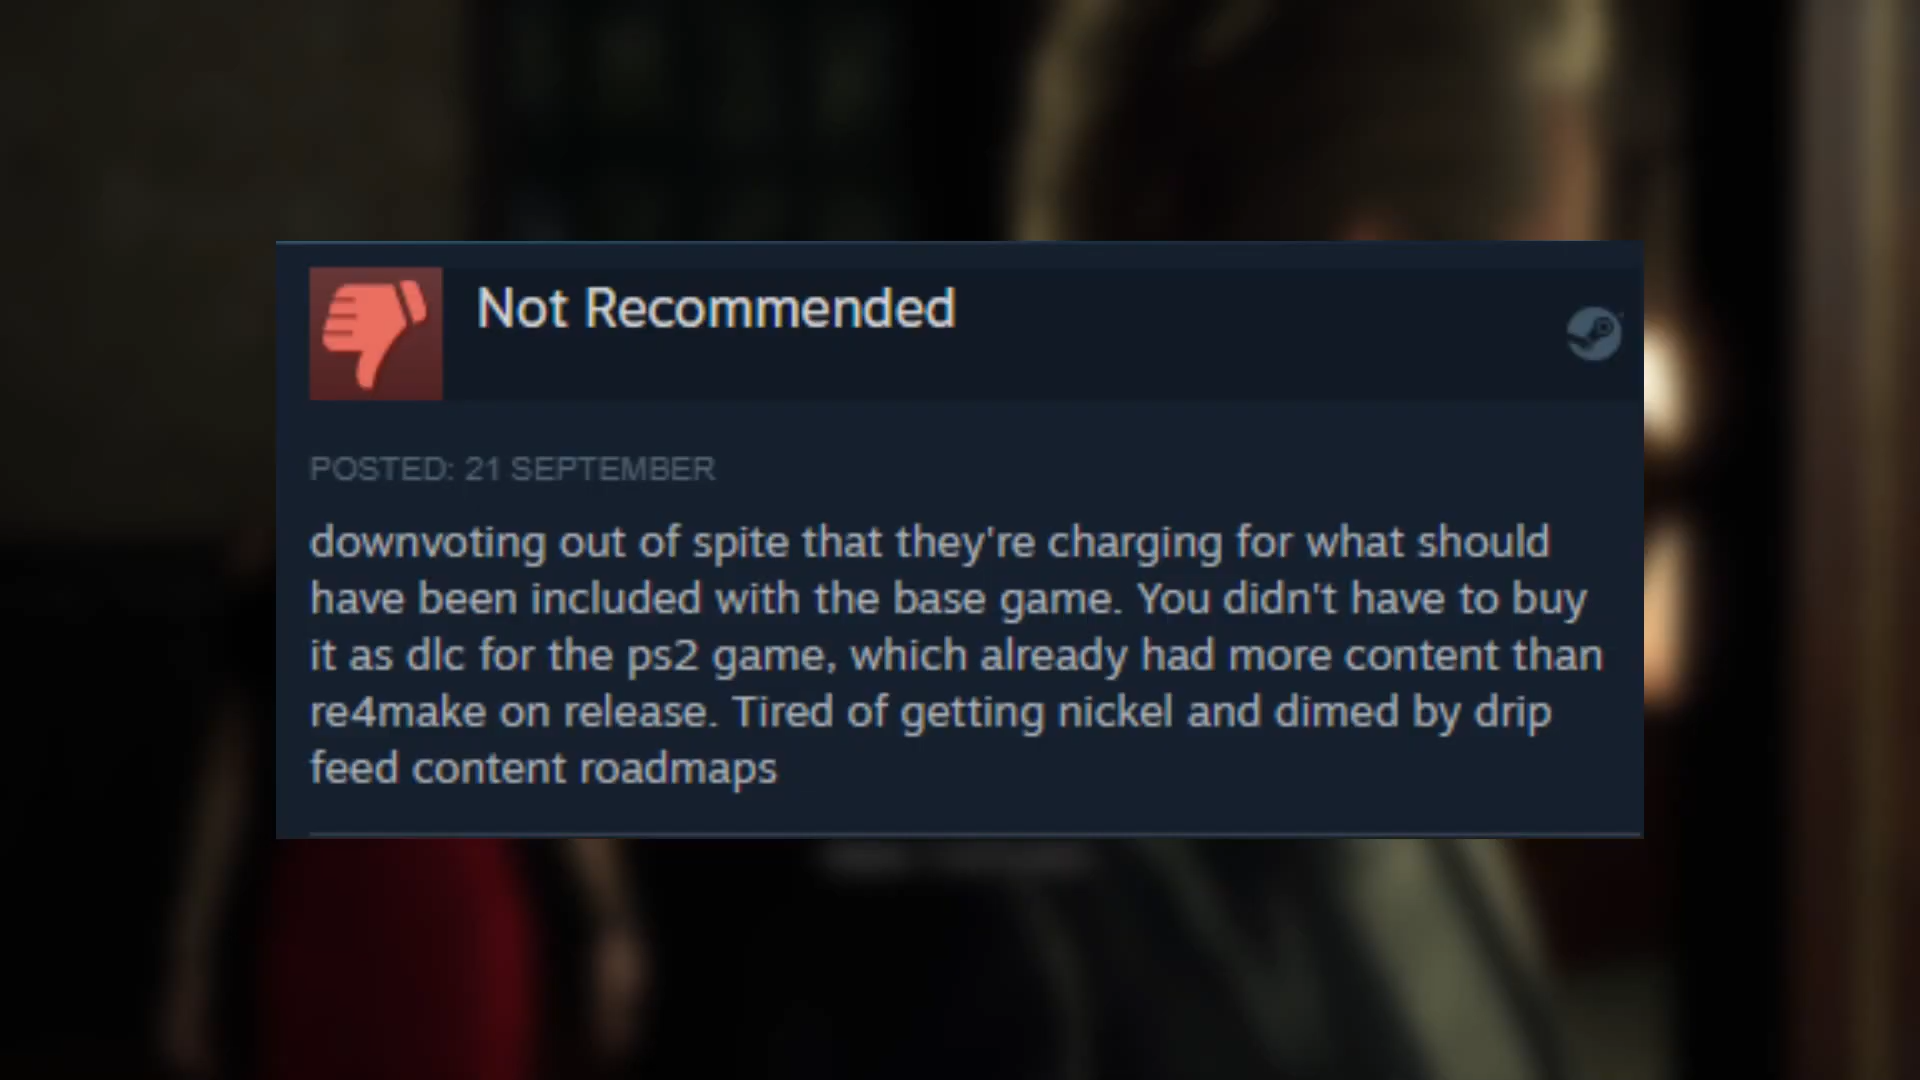 Not Recommended
POSTED: 21 SEPTEMBER
downvoting out of spite that they're charging for what should
have been included with the base game. You didn't have to buy
it as dlc for the ps2 game, which already had more content than
re4make on release. Tired of getting nickel and dimed by drip
feed content roadmaps